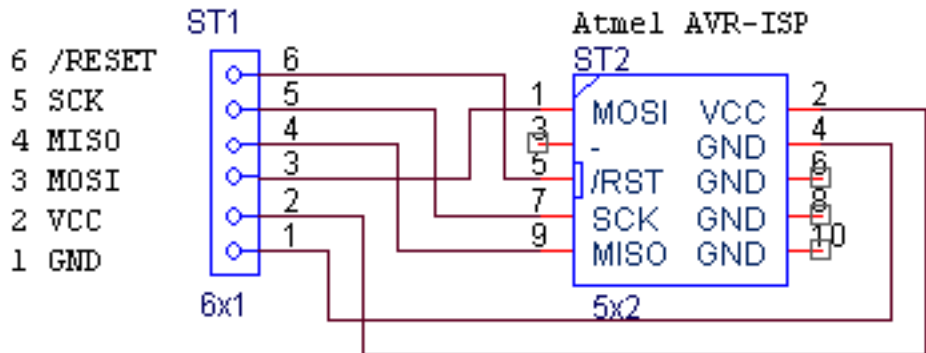 ST1
Atmel AVR-ISP
ST2
6 /RESET
5 SCK
4 MISO
3 MOSI
2 VCC
1 GND
6
5
4
3
2
1
6x1
1
3
5
7
9
MOSI VCC
- GND
/RST GND
SCK GND
MISO GND
2
4
6
8
10
5x2